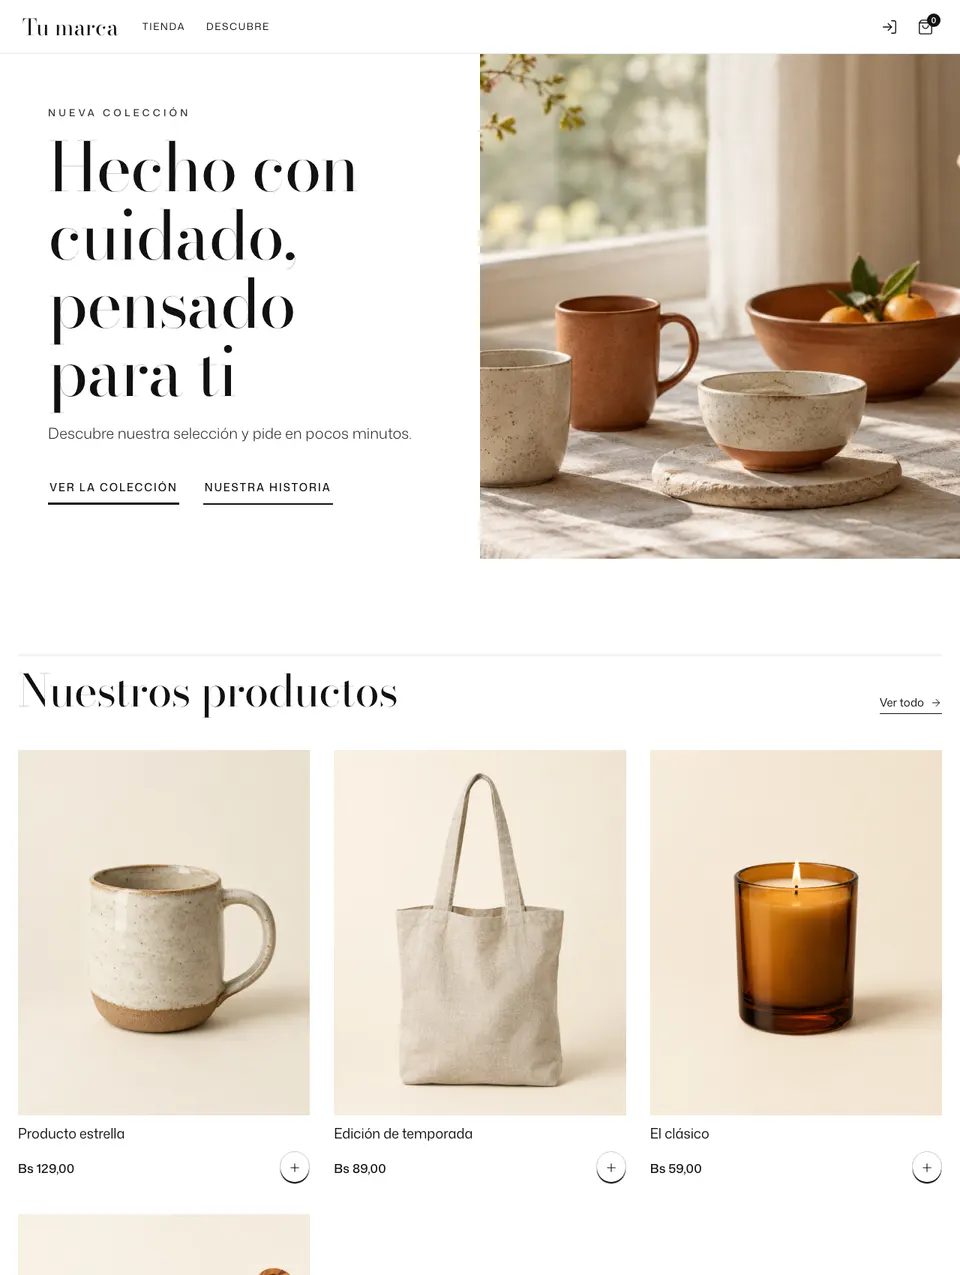 Tu marca
TIENDA
DESCUBRE
0
NUEVA COLECCIÓN
Hecho con
cuidado,
pensado
para ti
Descubre nuestra selección y pide en pocos minutos.
VER LA COLECCIÓN
NUESTRA HISTORIA
Nuestros productos
Ver todo →
Producto estrella
Bs 129,00
+
Edición de temporada
Bs 89,00
+
El clásico
Bs 59,00
+